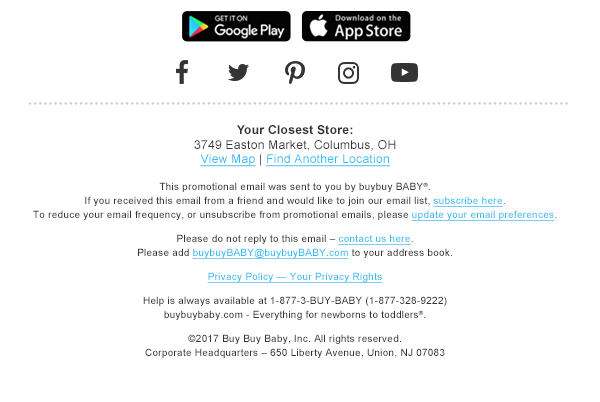 GET IT ON
Google Play
Download on the
App Store
Your Closest Store:
3749 Easton Market, Columbus, OH
View Map | Find Another Location
This promotional email was sent to you by buybuy BABY®.
If you received this email from a friend and would like to join our email list, subscribe here.
To reduce your email frequency, or unsubscribe from promotional emails, please update your email preferences.
Please do not reply to this email – contact us here.
Please add buybuyBABY@buybuyBABY.com to your address book.
Privacy Policy — Your Privacy Rights
Help is always available at 1-877-3-BUY-BABY (1-877-328-9222)
buybuybaby.com - Everything for newborns to toddlers®.
©2017 Buy Buy Baby, Inc. All rights reserved.
Corporate Headquarters – 650 Liberty Avenue, Union, NJ 07083